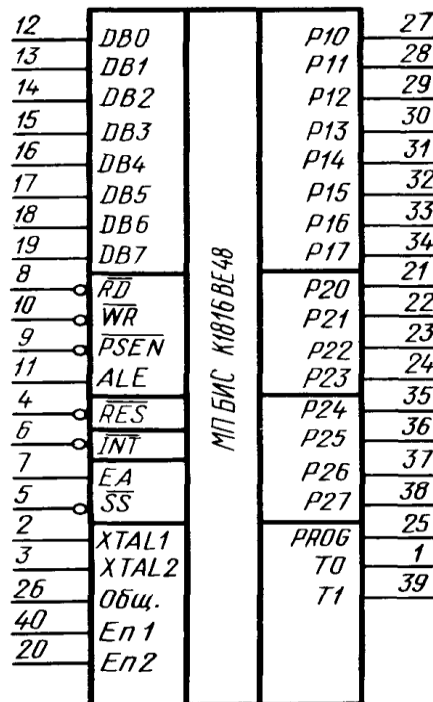 12 DB0
13 DB1
14 DB2
15 DB3
16 DB4
17 DB5
18 DB6
19 DB7
8 RD
10 WR
9 PSEN
11 ALE
4 RES
6 INT
7 EA
5 SS
2 XTAL1
3 XTAL2
26 Общ.
40 Еп1
20 Еп2
МП БИС К1816ВЕ48
P10 27
P11 28
P12 29
P13 30
P14 31
P15 32
P16 33
P17 34
P20 21
P21 22
P22 23
P23 24
P24 35
P25 36
P26 37
P27 38
PROG 25
T0 1
T1 39